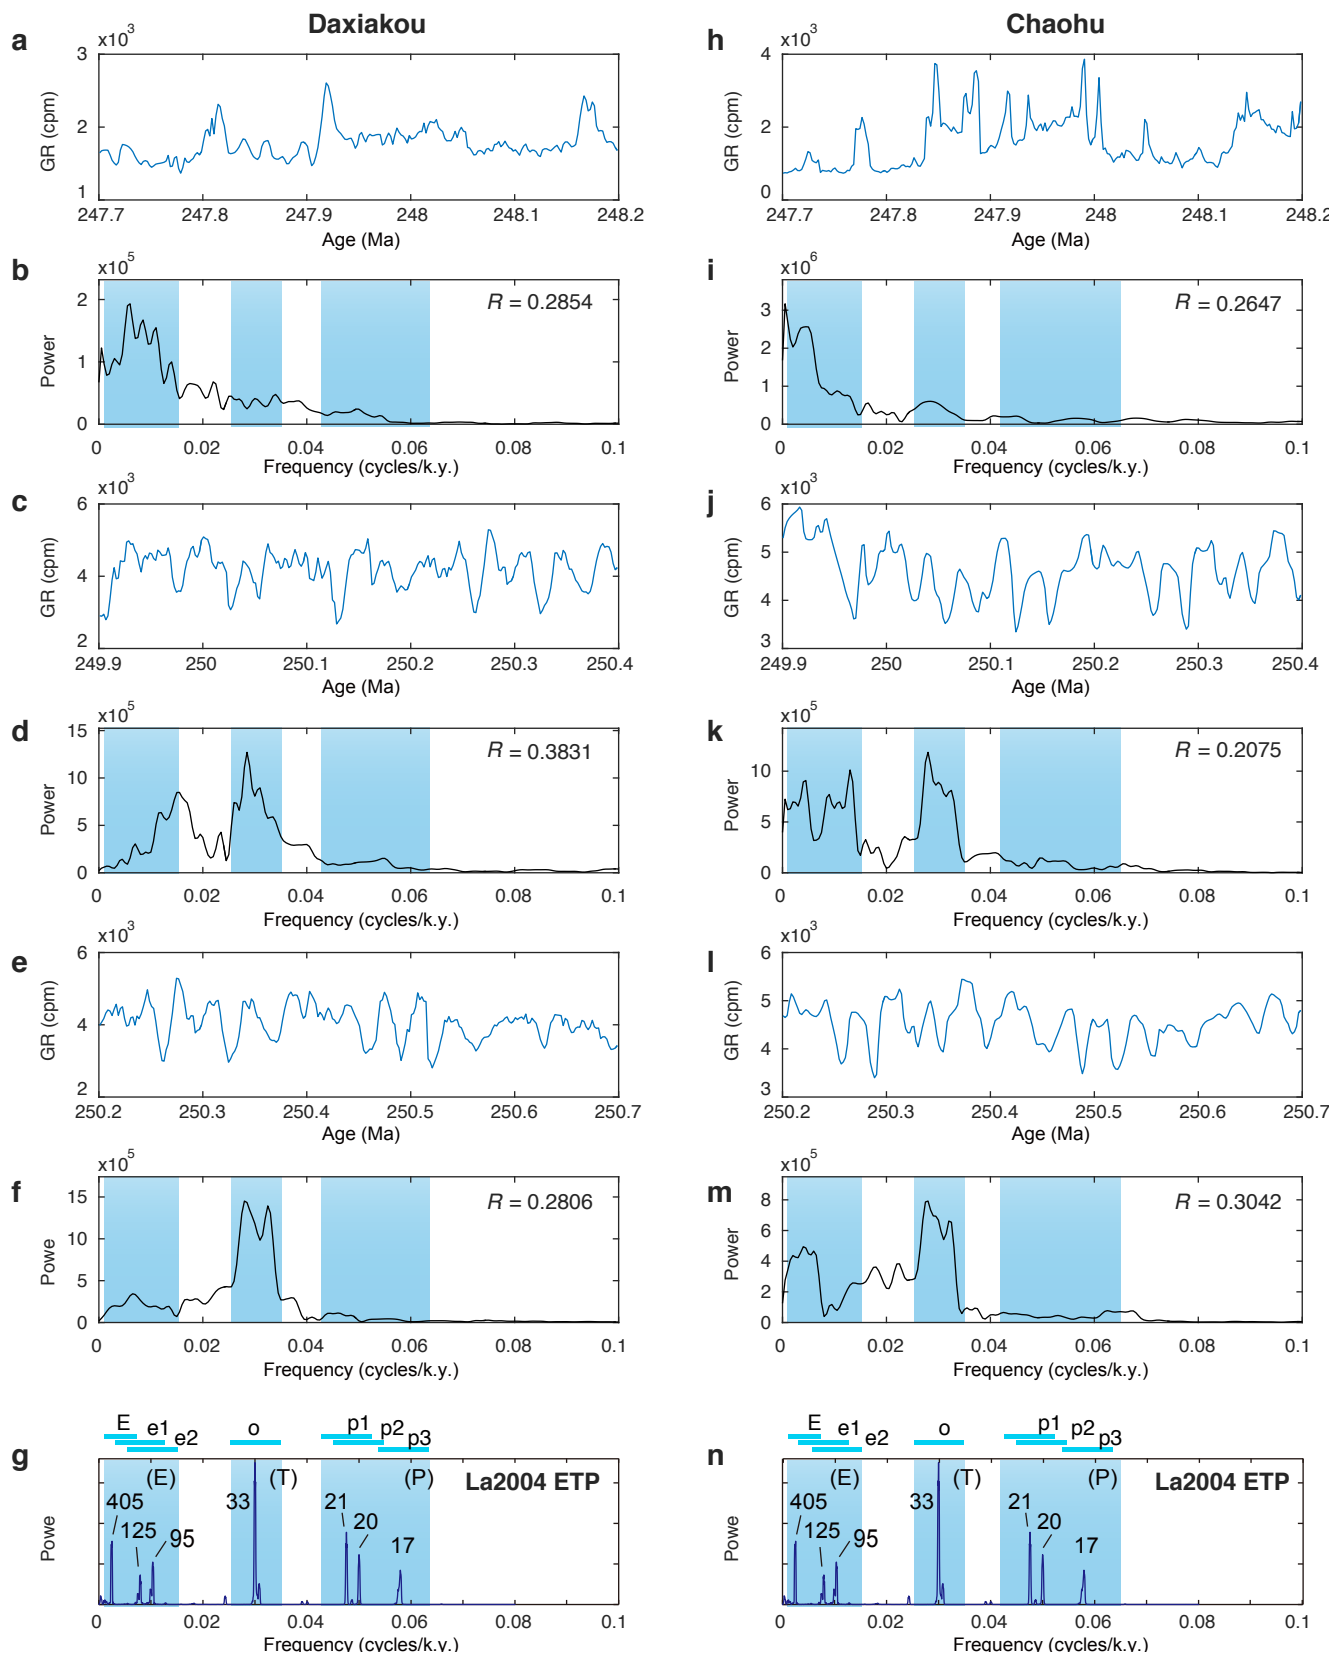 Daxiakou
a
x10³
3
2
1
GR (cpm)
247.7 247.8 247.9 248 248.1 248.2
Age (Ma)
b
x10⁵
2
1
0
Power
R = 0.2854
0 0.02 0.04 0.06 0.08 0.1
Frequency (cycles/k.y.)
c
x10³
6
4
2
GR (cpm)
249.9 250 250.1 250.2 250.3 250.4
Age (Ma)
d
x10⁵
15
10
5
0
Power
R = 0.3831
0 0.02 0.04 0.06 0.08 0.1
Frequency (cycles/k.y.)
e
x10³
6
4
2
GR (cpm)
250.2 250.3 250.4 250.5 250.6 250.7
Age (Ma)
f
x10⁵
15
10
5
0
Powe
R = 0.2806
0 0.02 0.04 0.06 0.08 0.1
Frequency (cycles/k.y.)
E e1 e2 o p1 p2 p3
g
(E) (T) (P) La2004 ETP
405 125 95 33 21 20 17
Powe
0 0.02 0.04 0.06 0.08 0.1
Frequency (cycles/k.y.)
Chaohu
h
x10³
4
2
0
GR (cpm)
247.7 247.8 247.9 248 248.1 248.2
Age (Ma)
i
x10⁶
3
2
1
0
Power
R = 0.2647
0 0.02 0.04 0.06 0.08 0.1
Frequency (cycles/k.y.)
j
x10³
6
5
4
3
GR (cpm)
249.9 250 250.1 250.2 250.3 250.4
Age (Ma)
k
x10⁵
10
5
0
Power
R = 0.2075
0 0.02 0.04 0.06 0.08 0.1
Frequency (cycles/k.y.)
l
x10³
6
5
4
3
GR (cpm)
250.2 250.3 250.4 250.5 250.6 250.7
Age (Ma)
m
x10⁵
8
6
4
2
0
Power
R = 0.3042
0 0.02 0.04 0.06 0.08 0.1
Frequency (cycles/k.y.)
E e1 e2 o p1 p2 p3
n
(E) (T) (P) La2004 ETP
405 125 95 33 21 20 17
Powe
0 0.02 0.04 0.06 0.08 0.1
Frequency (cycles/k.y.)